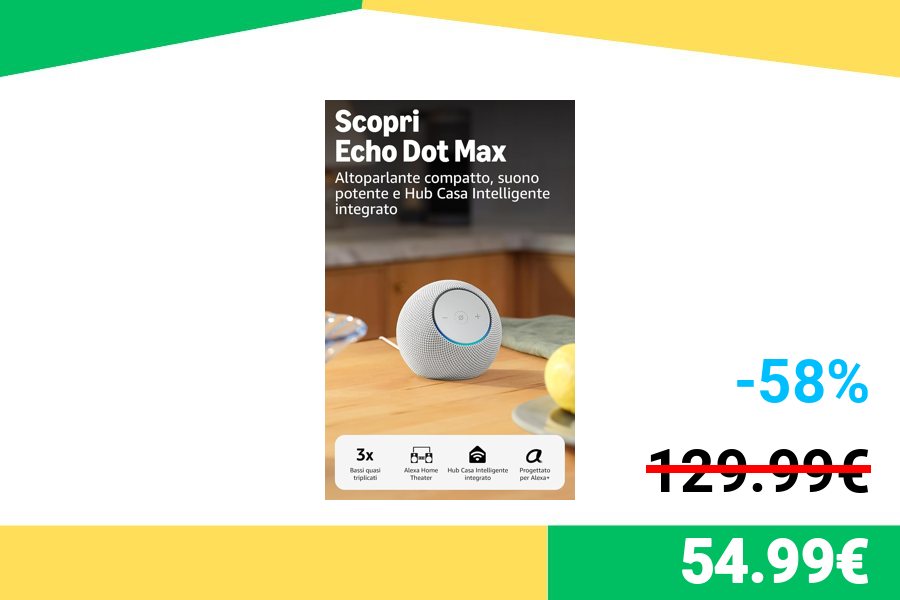 Scopri
Echo Dot Max
Altoparlante compatto, suono
potente e Hub Casa Intelligente
integrato
3x
Bassi quasi
triplicati
Alexa Home
Theater
Hub Casa Intelligente
integrato
Progettato
per Alexa+
-58%
129.99€
54.99€